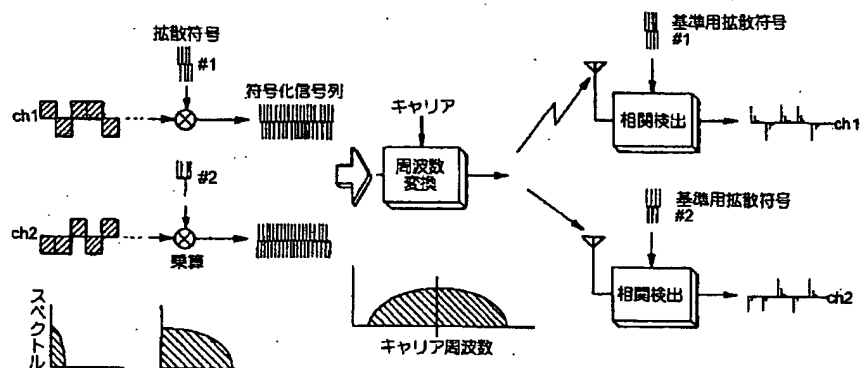 拡散符号
#1
ch1
符号化信号列
#2
ch2
乗算
スペクトル
キャリア
周波数
変換
キャリア周波数
基準用拡散符号
#1
相関検出
ch1
基準用拡散符号
#2
相関検出
ch2